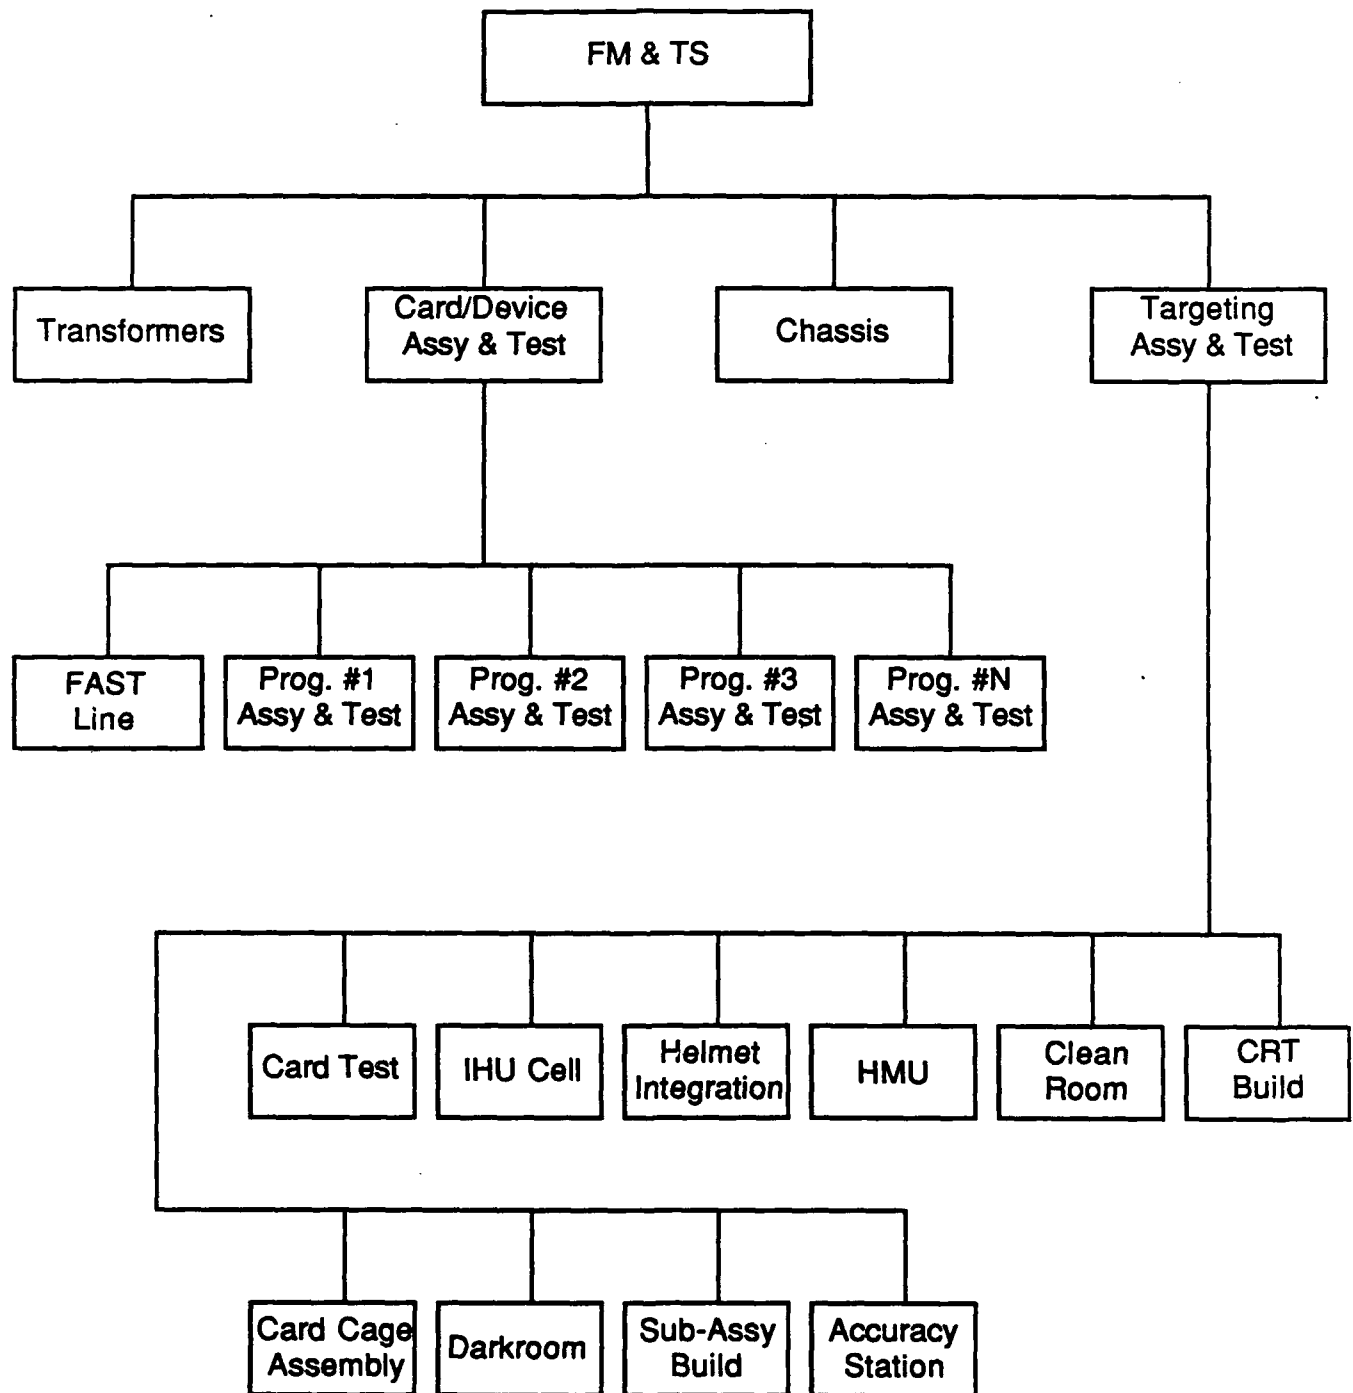 FM & TS
Transformers
Card/Device
Assy & Test
Chassis
Targeting
Assy & Test
FAST
Line
Prog. #1
Assy & Test
Prog. #2
Assy & Test
Prog. #3
Assy & Test
Prog. #N
Assy & Test
Card Test
IHU Cell
Helmet
Integration
HMU
Clean
Room
CRT
Build
Card Cage
Assembly
Darkroom
Sub-Assy
Build
Accuracy
Station